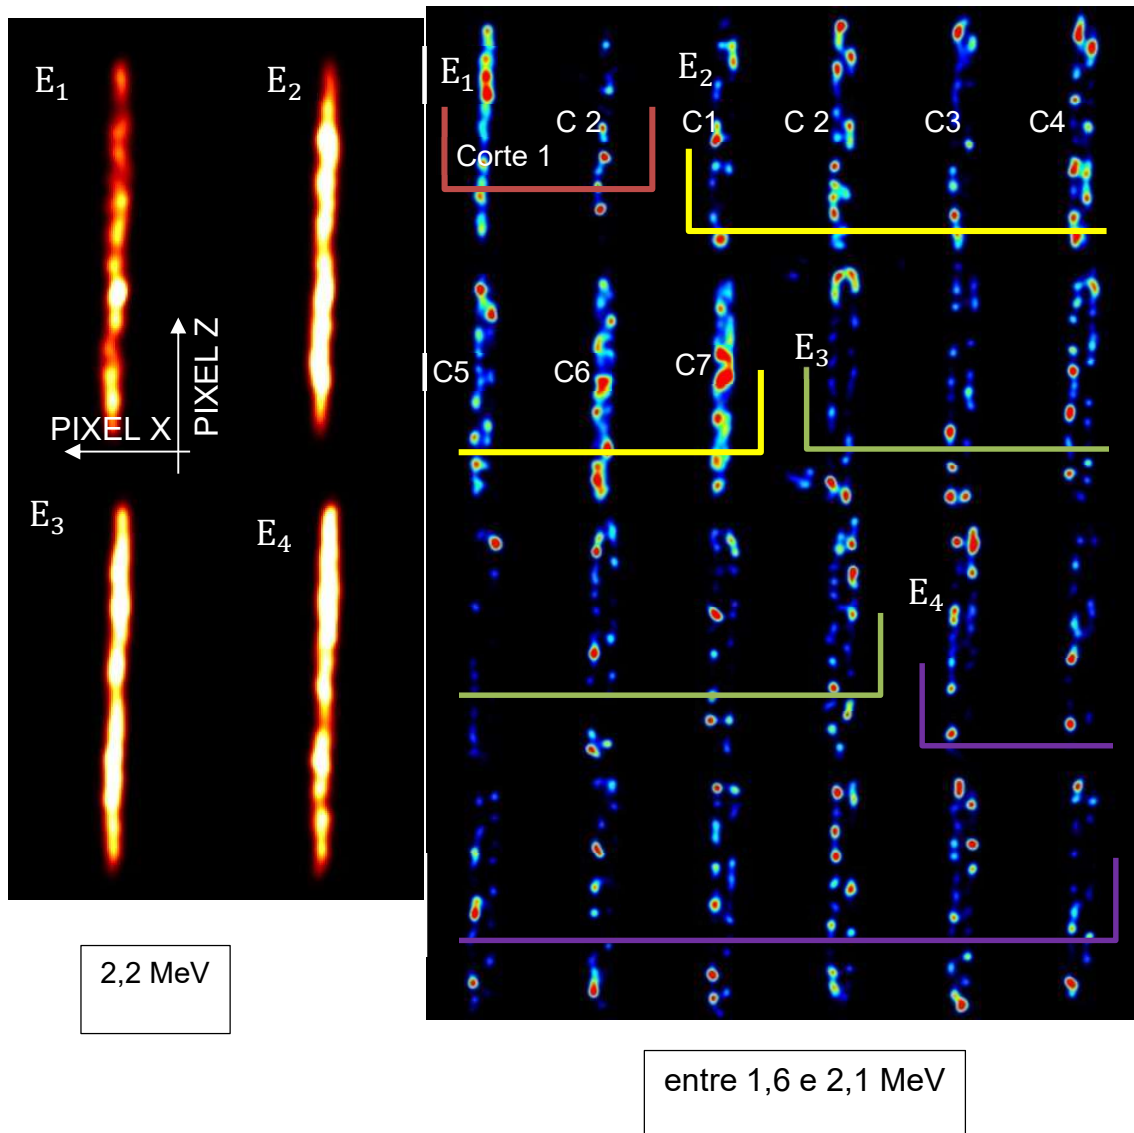 E₁
E₂
PIXEL Z
PIXEL X
E₃
E₄
2,2 MeV
E₁
E₂
C 2
C1
C 2
C3
C4
Corte 1
C5
C6
C7
E₃
E₄
entre 1,6 e 2,1 MeV